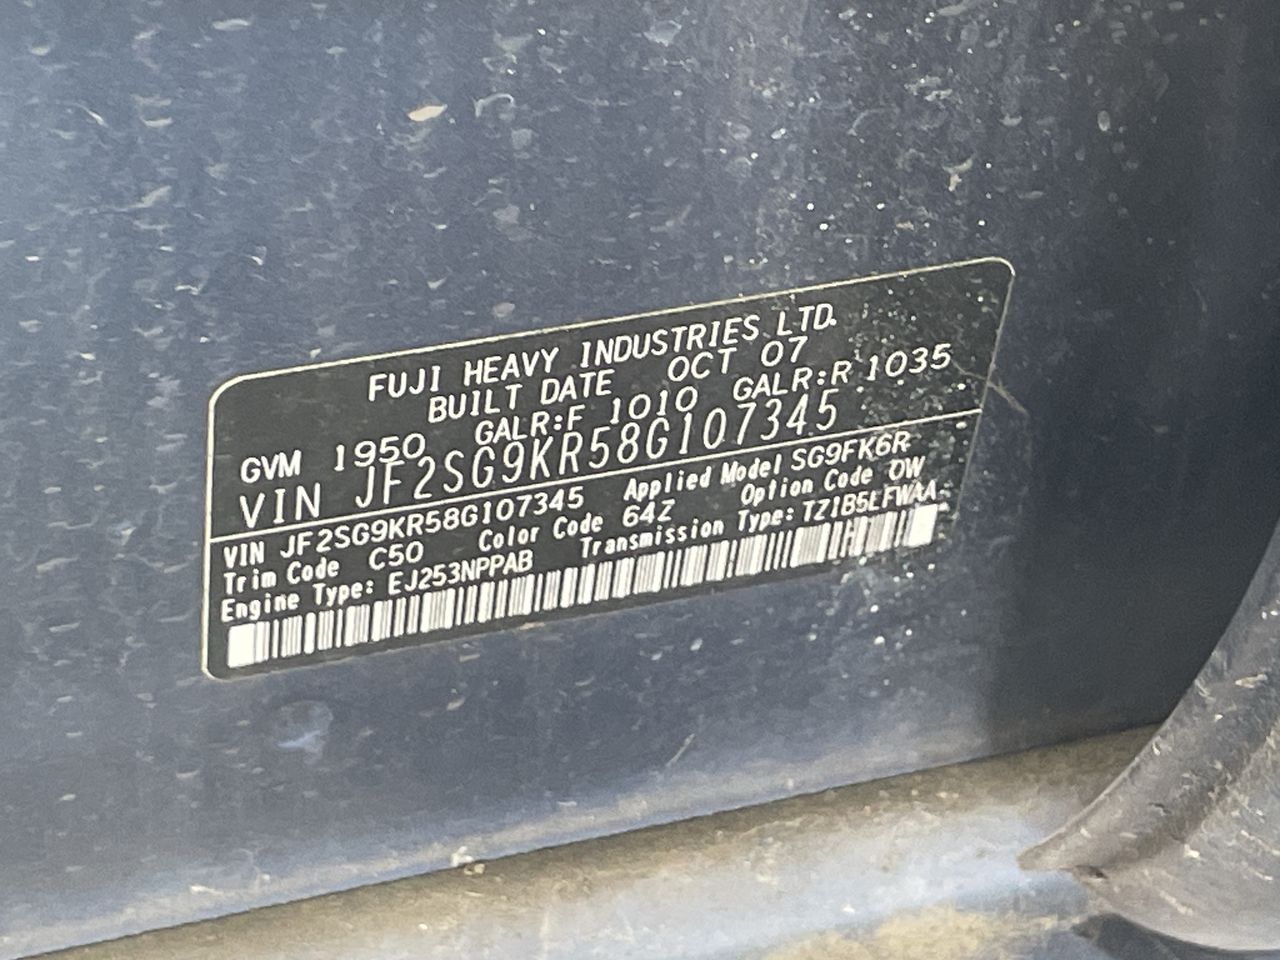 FUJI HEAVY INDUSTRIES LTD.
BUILT DATE OCT 07
GVM 1950 GALR:F 1010 GALR:R 1035
VIN JF2SG9KR58G107345
VIN JF2SG9KR58G107345 Applied Model SG9FK6R
Trim Code C50 Color Code 64Z Option Code OW
Engine Type: EJ253NPPAB Transmission Type: TZ1B5LFWAA